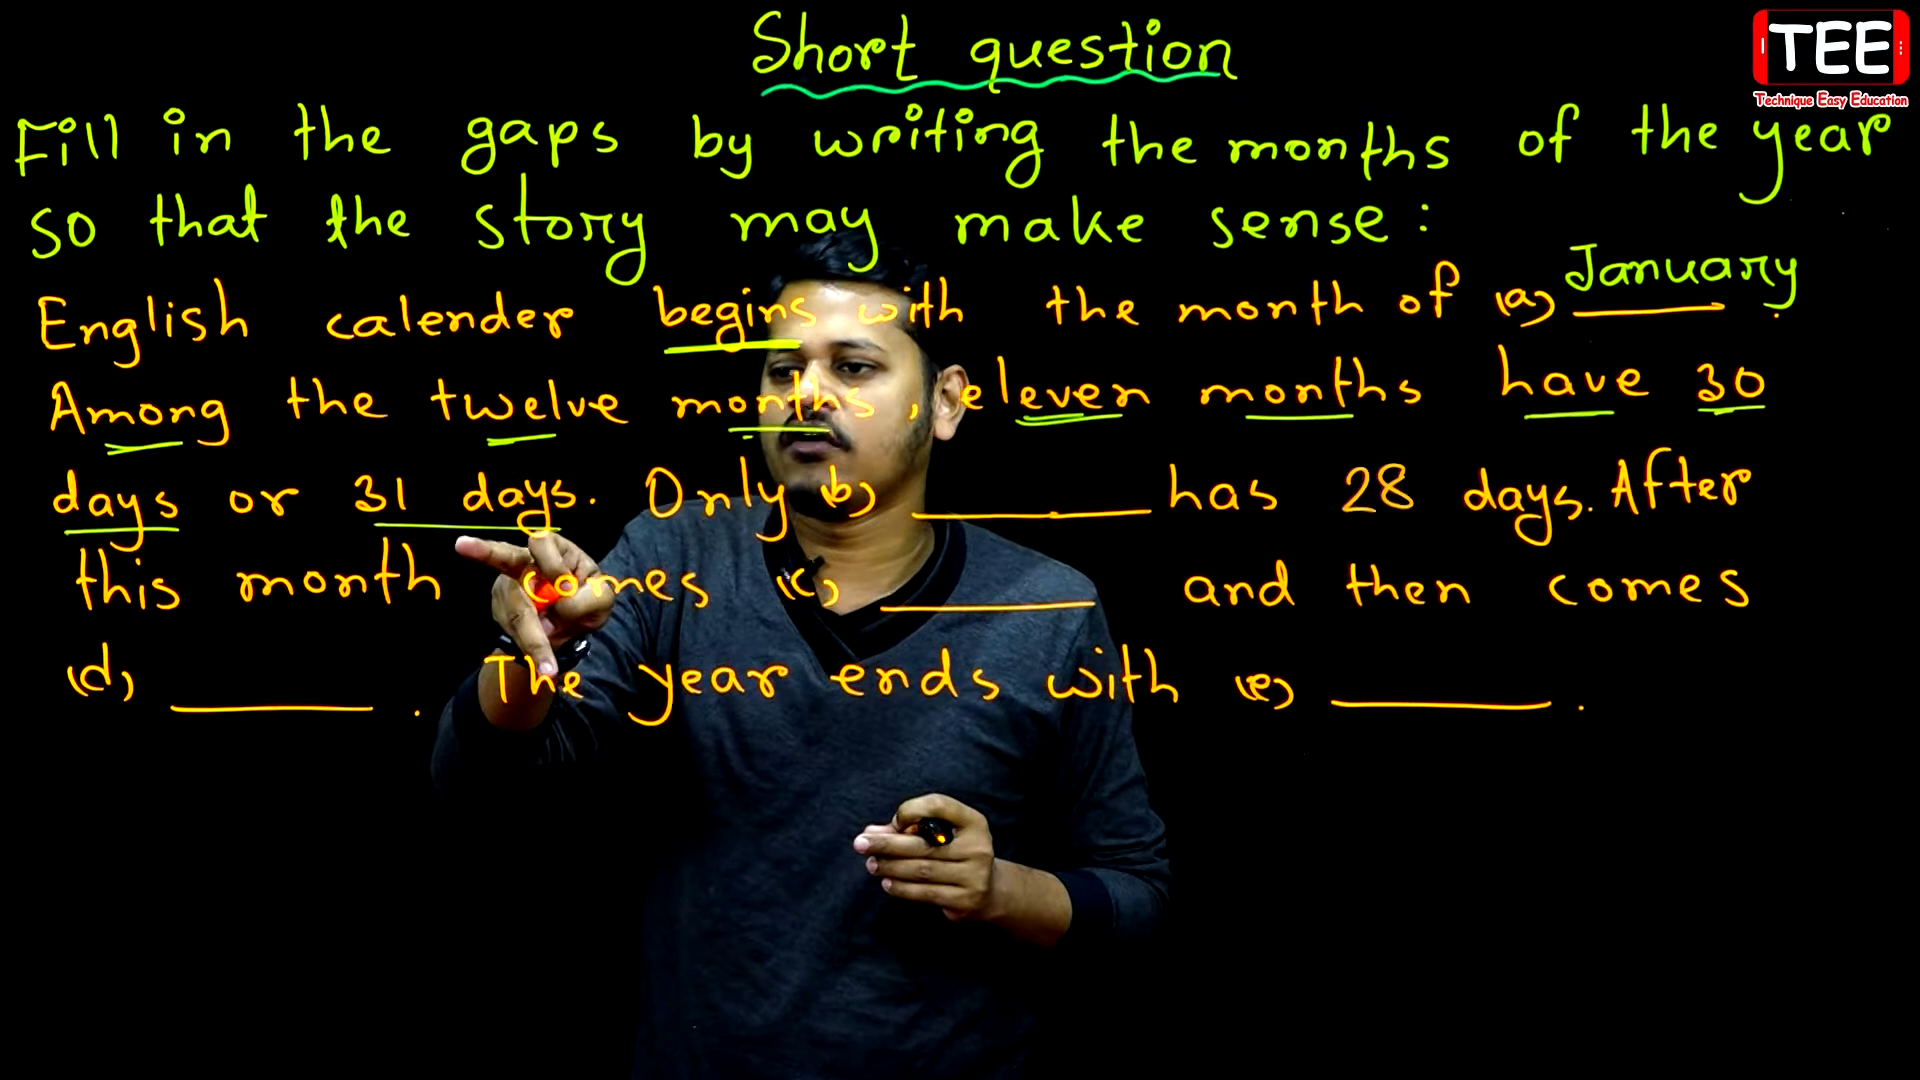 Short question
TEE
Technique Easy Education
Fill in the gaps by writing the months of the year
so that the story may make sense:
English calender begins with the month of (a) January.
Among the twelve months, eleven months have 30
days or 31 days. Only (b) ______ has 28 days. After
this month comes (c) ______ and then comes
(d) ______. The year ends with (e) ______.